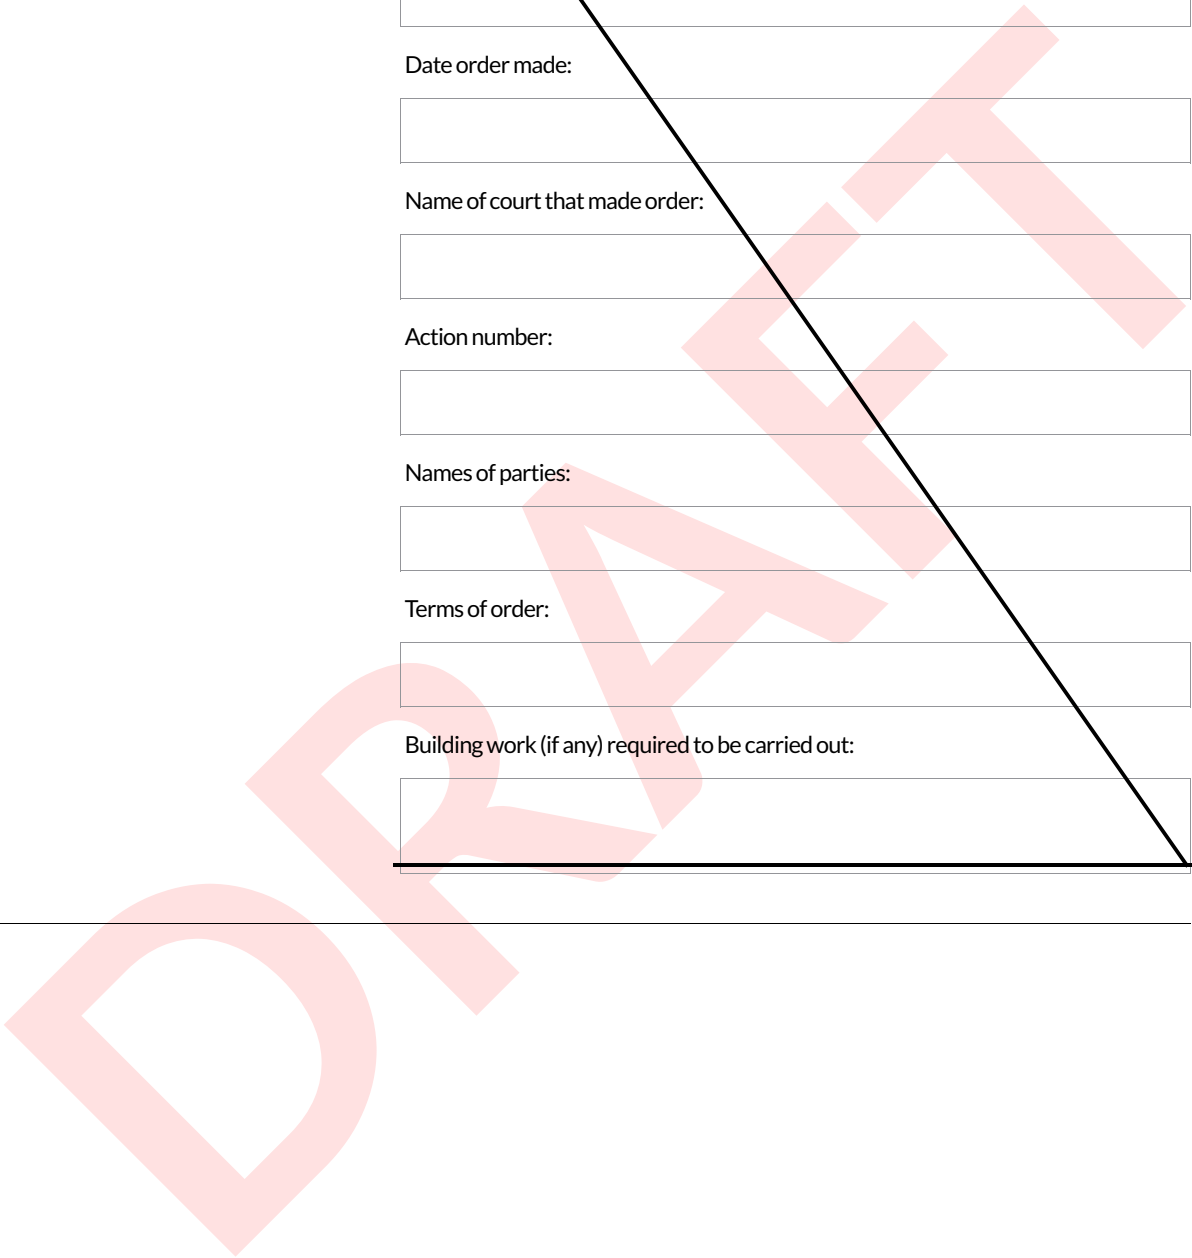 Date order made:
Name of court that made order:
Action number:
Names of parties:
Terms of order:
Building work (if any) required to be carried out:
DRAFT